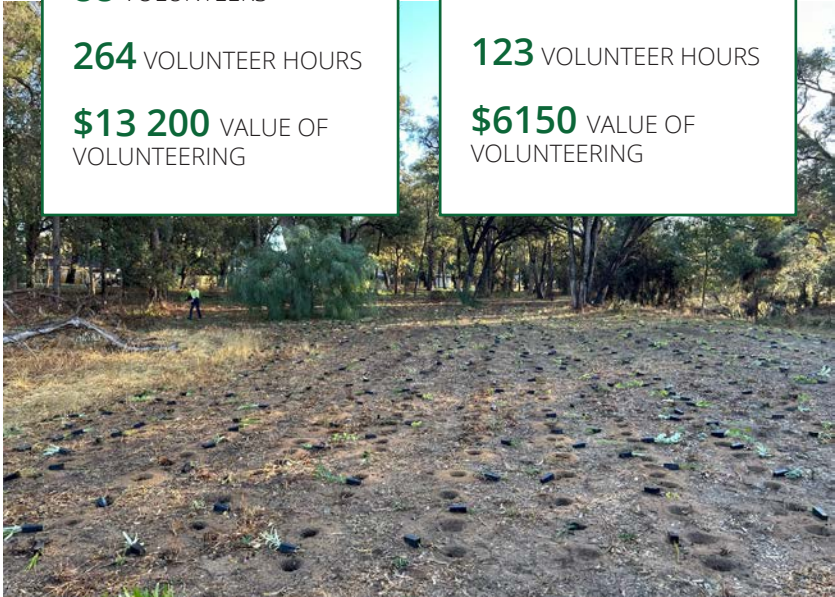 264 VOLUNTEER HOURS
$13 200 VALUE OF
VOLUNTEERING
123 VOLUNTEER HOURS
$6150 VALUE OF
VOLUNTEERING